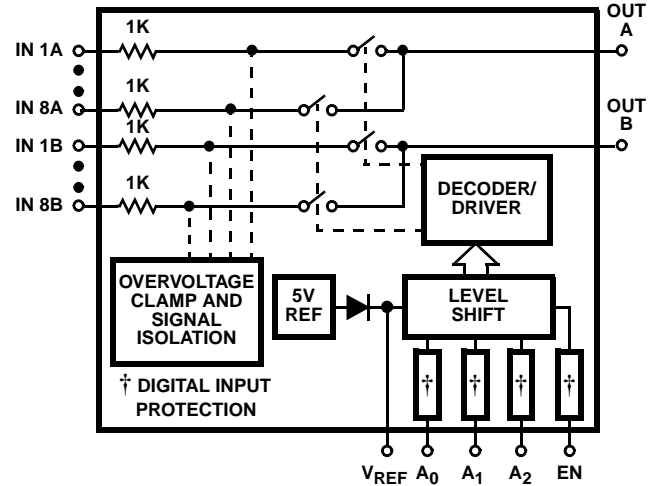 OUT
A
1K
IN 1A
1K
IN 8A
1K
OUT
B
IN 1B
1K
IN 8B
DECODER/
DRIVER
OVERVOLTAGE
CLAMP AND
SIGNAL
ISOLATION
5V
REF
LEVEL
SHIFT
† DIGITAL INPUT
PROTECTION
† † † †
VREF A0 A1 A2 EN